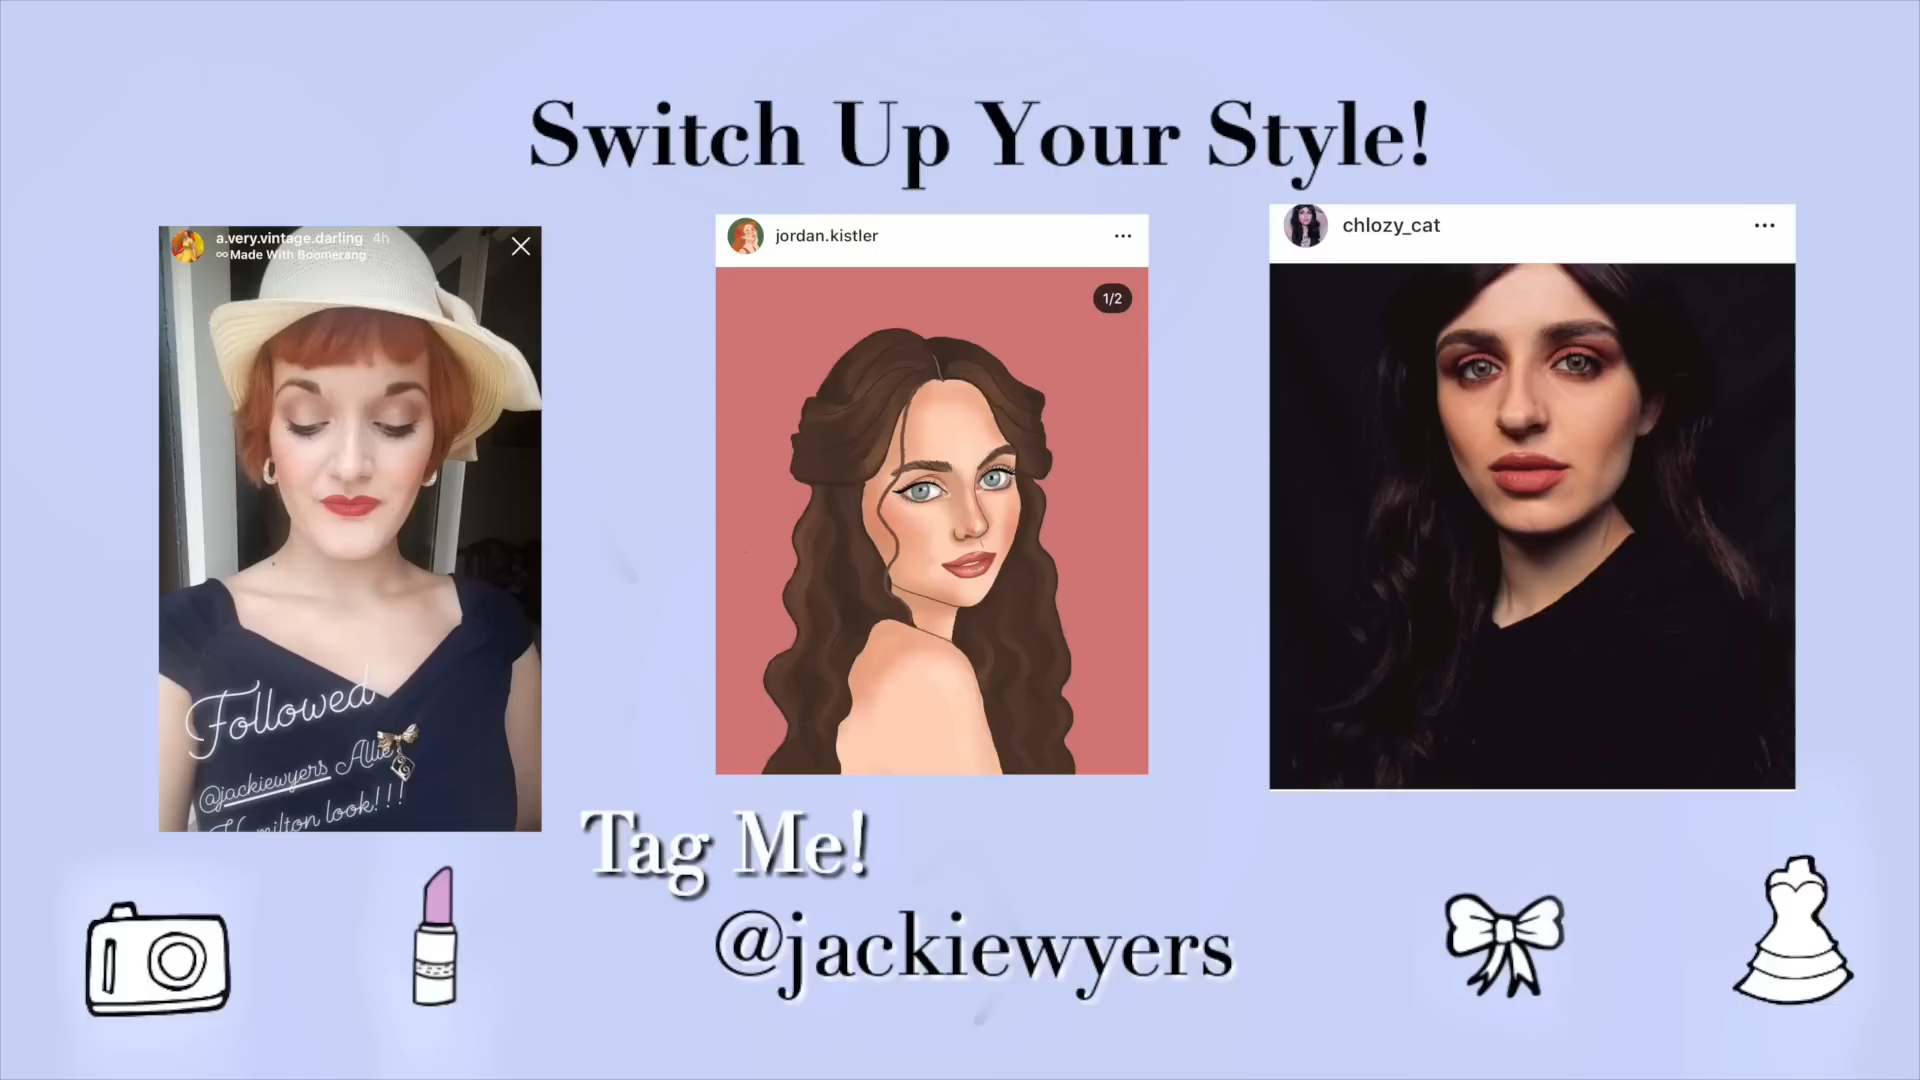 Switch Up Your Style!
a.very.vintage.darling 4h
∞ Made With Boomerang
Followed
@jackiewyers Allie
Hamilton look!!!
jordan.kistler
1/2
chlozy_cat
Tag Me!
@jackiewyers